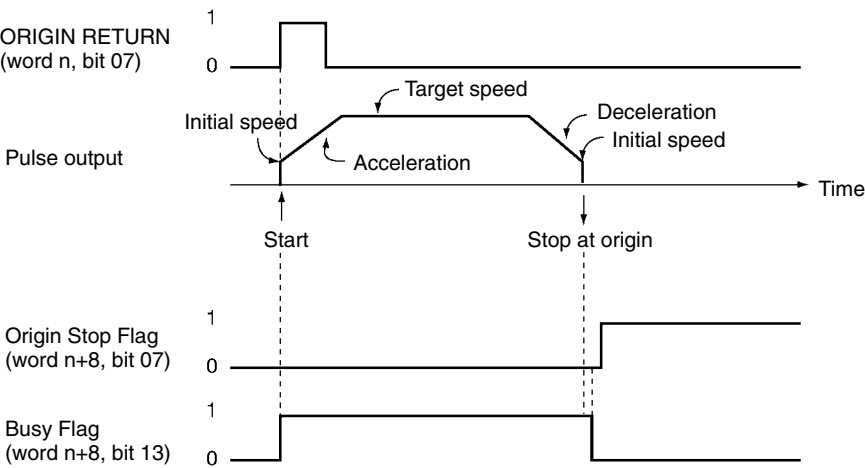 1
ORIGIN RETURN
(word n, bit 07)
0
Target speed
Initial speed
Deceleration
Initial speed
Pulse output
Acceleration
Time
Start
Stop at origin
1
Origin Stop Flag
(word n+8, bit 07)
0
1
Busy Flag
(word n+8, bit 13)
0